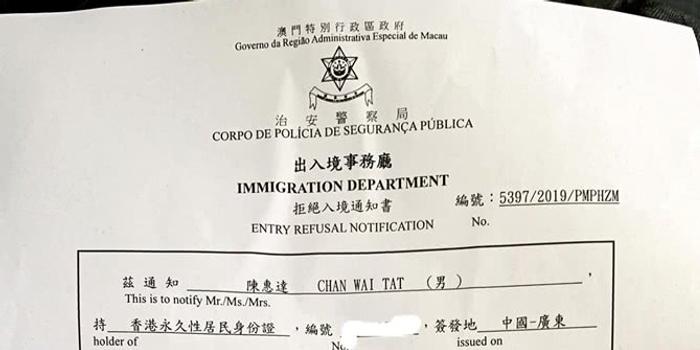 澳門特別行政區政府
Governo da Região Administrativa Especial de Macau
治安警察局
CORPO DE POLÍCIA DE SEGURANÇA PÚBLICA
出入境事務廳
IMMIGRATION DEPARTMENT
拒絕入境通知書 編號：5397/2019/PMPHZM
ENTRY REFUSAL NOTIFICATION No.
茲通知 陳惠達 CHAN WAI TAT （男），
This is to notify Mr./Ms./Mrs.
持 香港永久性居民身份證 ，編號 ，簽發地 中國-廣東
holder of No. issued on